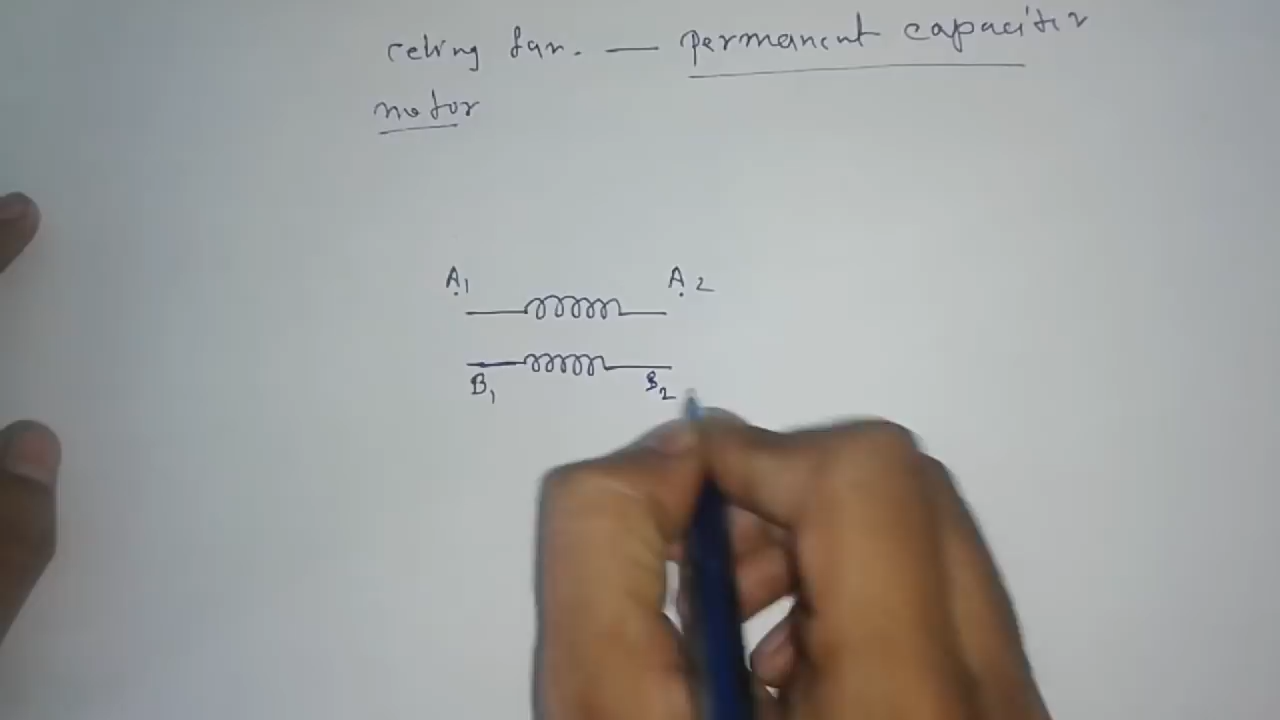 celing fan. — permanent capacitor
motor
A1 A2
B1 B2